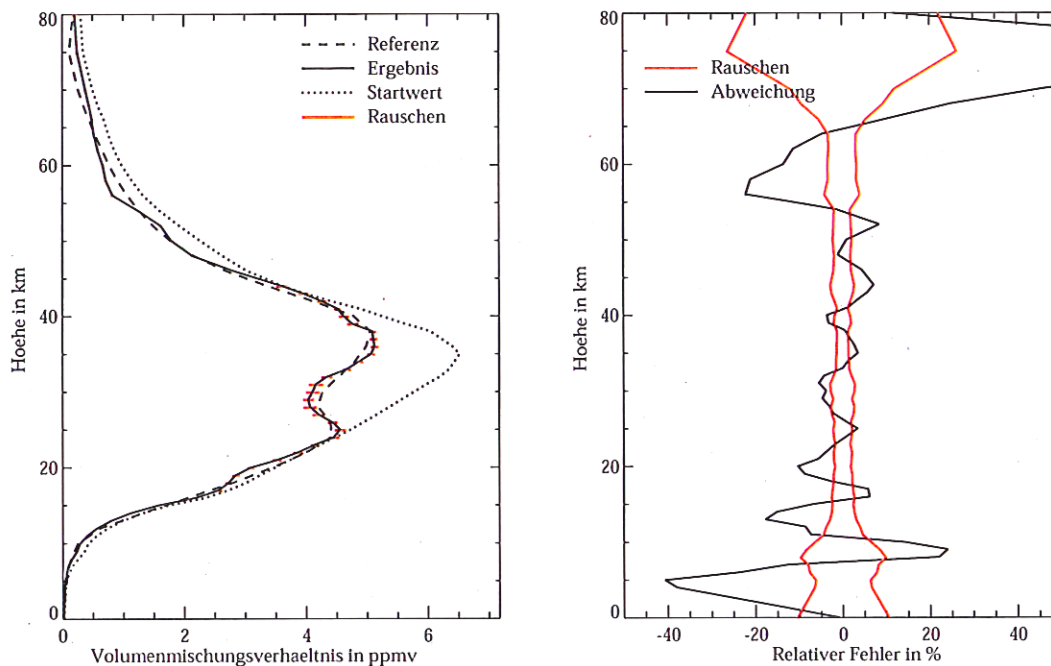 80
60
40
20
0
Hoehe in km
Referenz
Ergebnis
Startwert
Rauschen
0 2 4 6
Volumenmischungsverhaeltnis in ppmv
80
60
40
20
0
Hoehe in km
Rauschen
Abweichung
-40 -20 0 20 40
Relativer Fehler in %